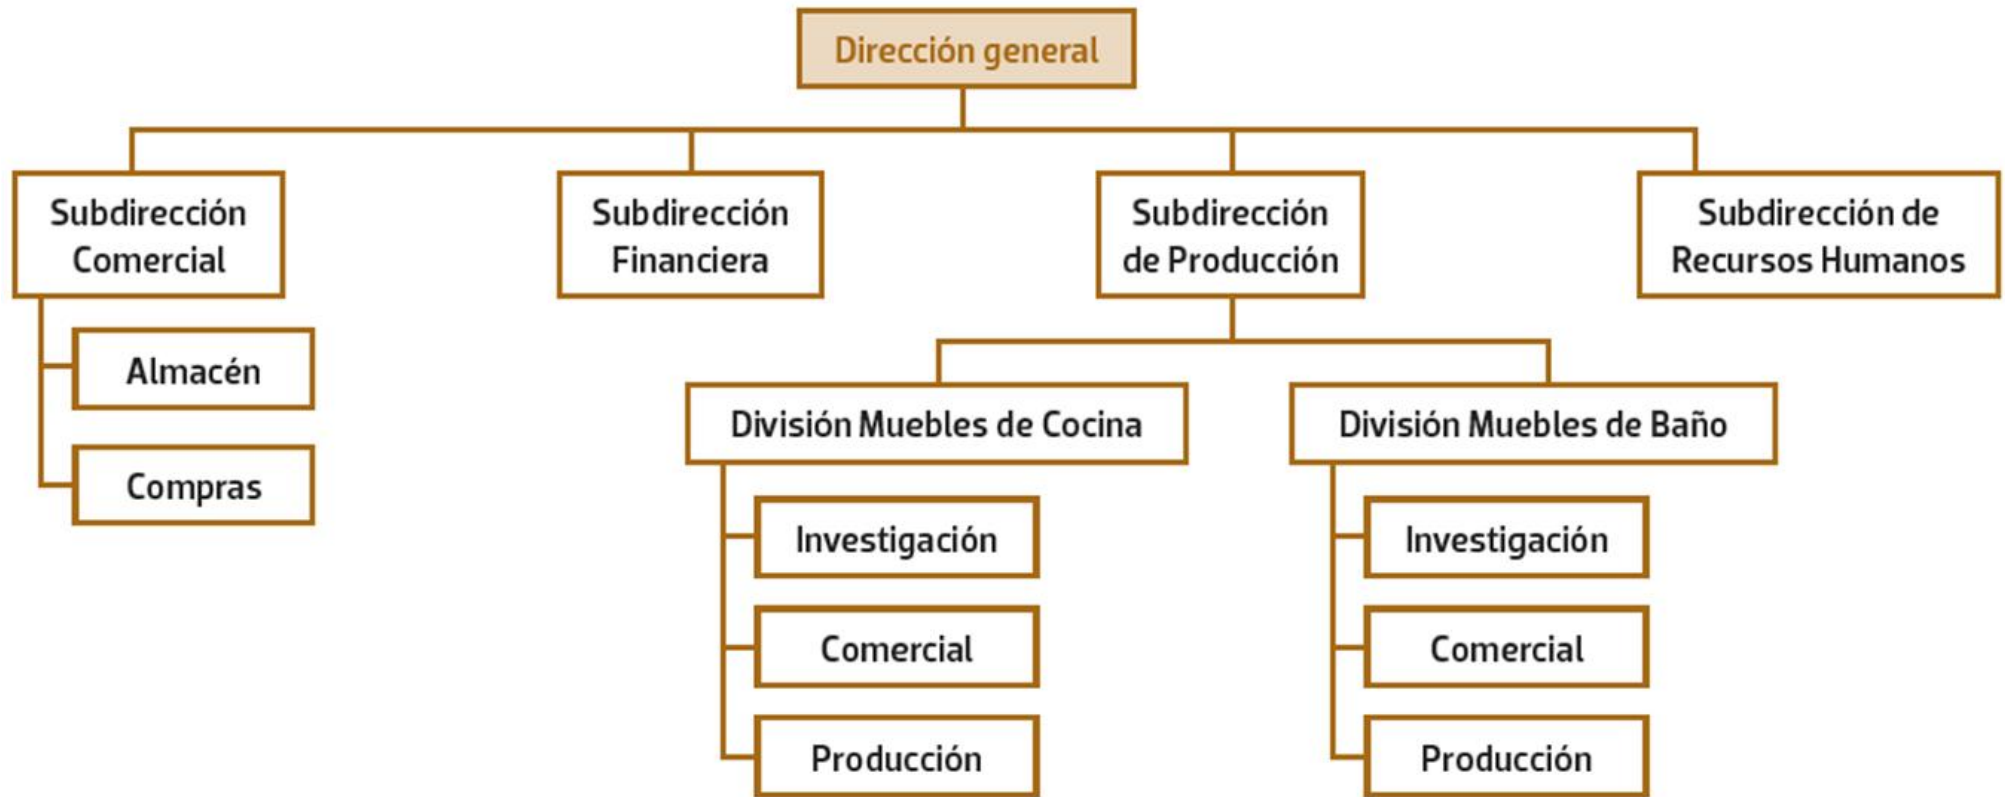 Dirección general
Subdirección
Comercial
Subdirección
Financiera
Subdirección
de Producción
Subdirección de
Recursos Humanos
Almacén
Compras
División Muebles de Cocina
Investigación
Comercial
Producción
División Muebles de Baño
Investigación
Comercial
Producción